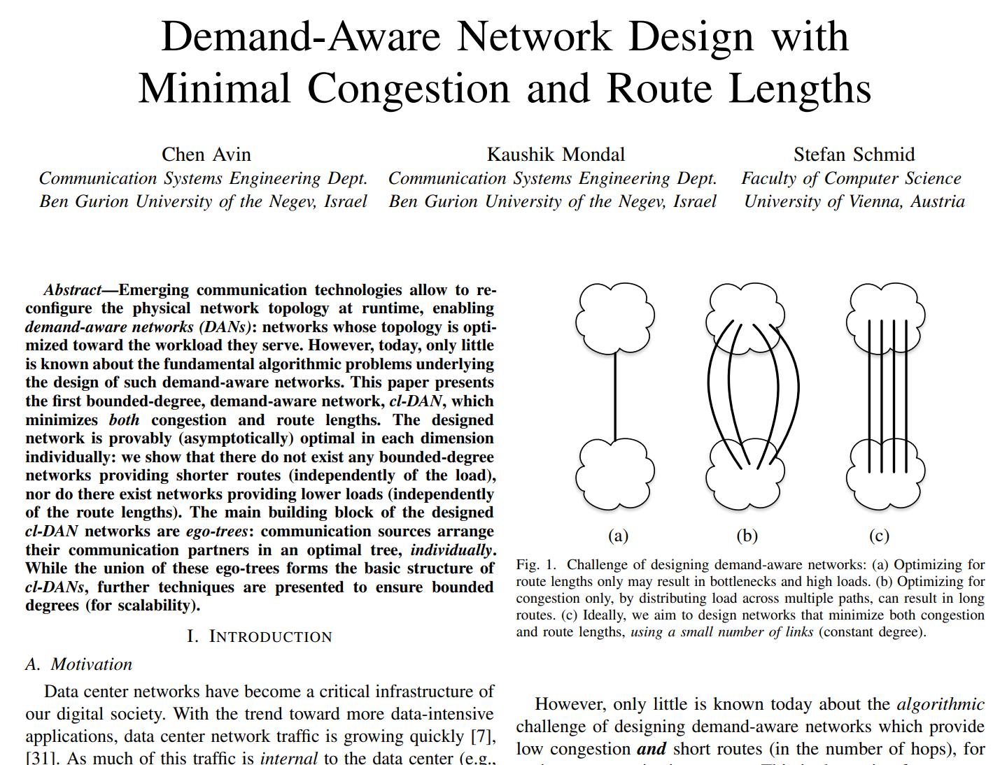 Demand-Aware Network Design with
Minimal Congestion and Route Lengths
Chen Avin
Communication Systems Engineering Dept.
Ben Gurion University of the Negev, Israel
Kaushik Mondal
Communication Systems Engineering Dept.
Ben Gurion University of the Negev, Israel
Stefan Schmid
Faculty of Computer Science
University of Vienna, Austria
Abstract—Emerging communication technologies allow to re-
configure the physical network topology at runtime, enabling
demand-aware networks (DANs): networks whose topology is opti-
mized toward the workload they serve. However, today, only little
is known about the fundamental algorithmic problems underlying
the design of such demand-aware networks. This paper presents
the first bounded-degree, demand-aware network, cl-DAN, which
minimizes both congestion and route lengths. The designed
network is provably (asymptotically) optimal in each dimension
individually: we show that there do not exist any bounded-degree
networks providing shorter routes (independently of the load),
nor do there exist networks providing lower loads (independently
of the route lengths). The main building block of the designed
cl-DAN networks are ego-trees: communication sources arrange
their communication partners in an optimal tree, individually.
While the union of these ego-trees forms the basic structure of
cl-DANs, further techniques are presented to ensure bounded
degrees (for scalability).
I. INTRODUCTION
A. Motivation
Data center networks have become a critical infrastructure of
our digital society. With the trend toward more data-intensive
applications, data center network traffic is growing quickly [7],
[31]. As much of this traffic is internal to the data center (e.g.,
(a)
(b)
(c)
Fig. 1. Challenge of designing demand-aware networks: (a) Optimizing for
route lengths only may result in bottlenecks and high loads. (b) Optimizing for
congestion only, by distributing load across multiple paths, can result in long
routes. (c) Ideally, we aim to design networks that minimize both congestion
and route lengths, using a small number of links (constant degree).
However, only little is known today about the algorithmic
challenge of designing demand-aware networks which provide
low congestion and short routes (in the number of hops), for